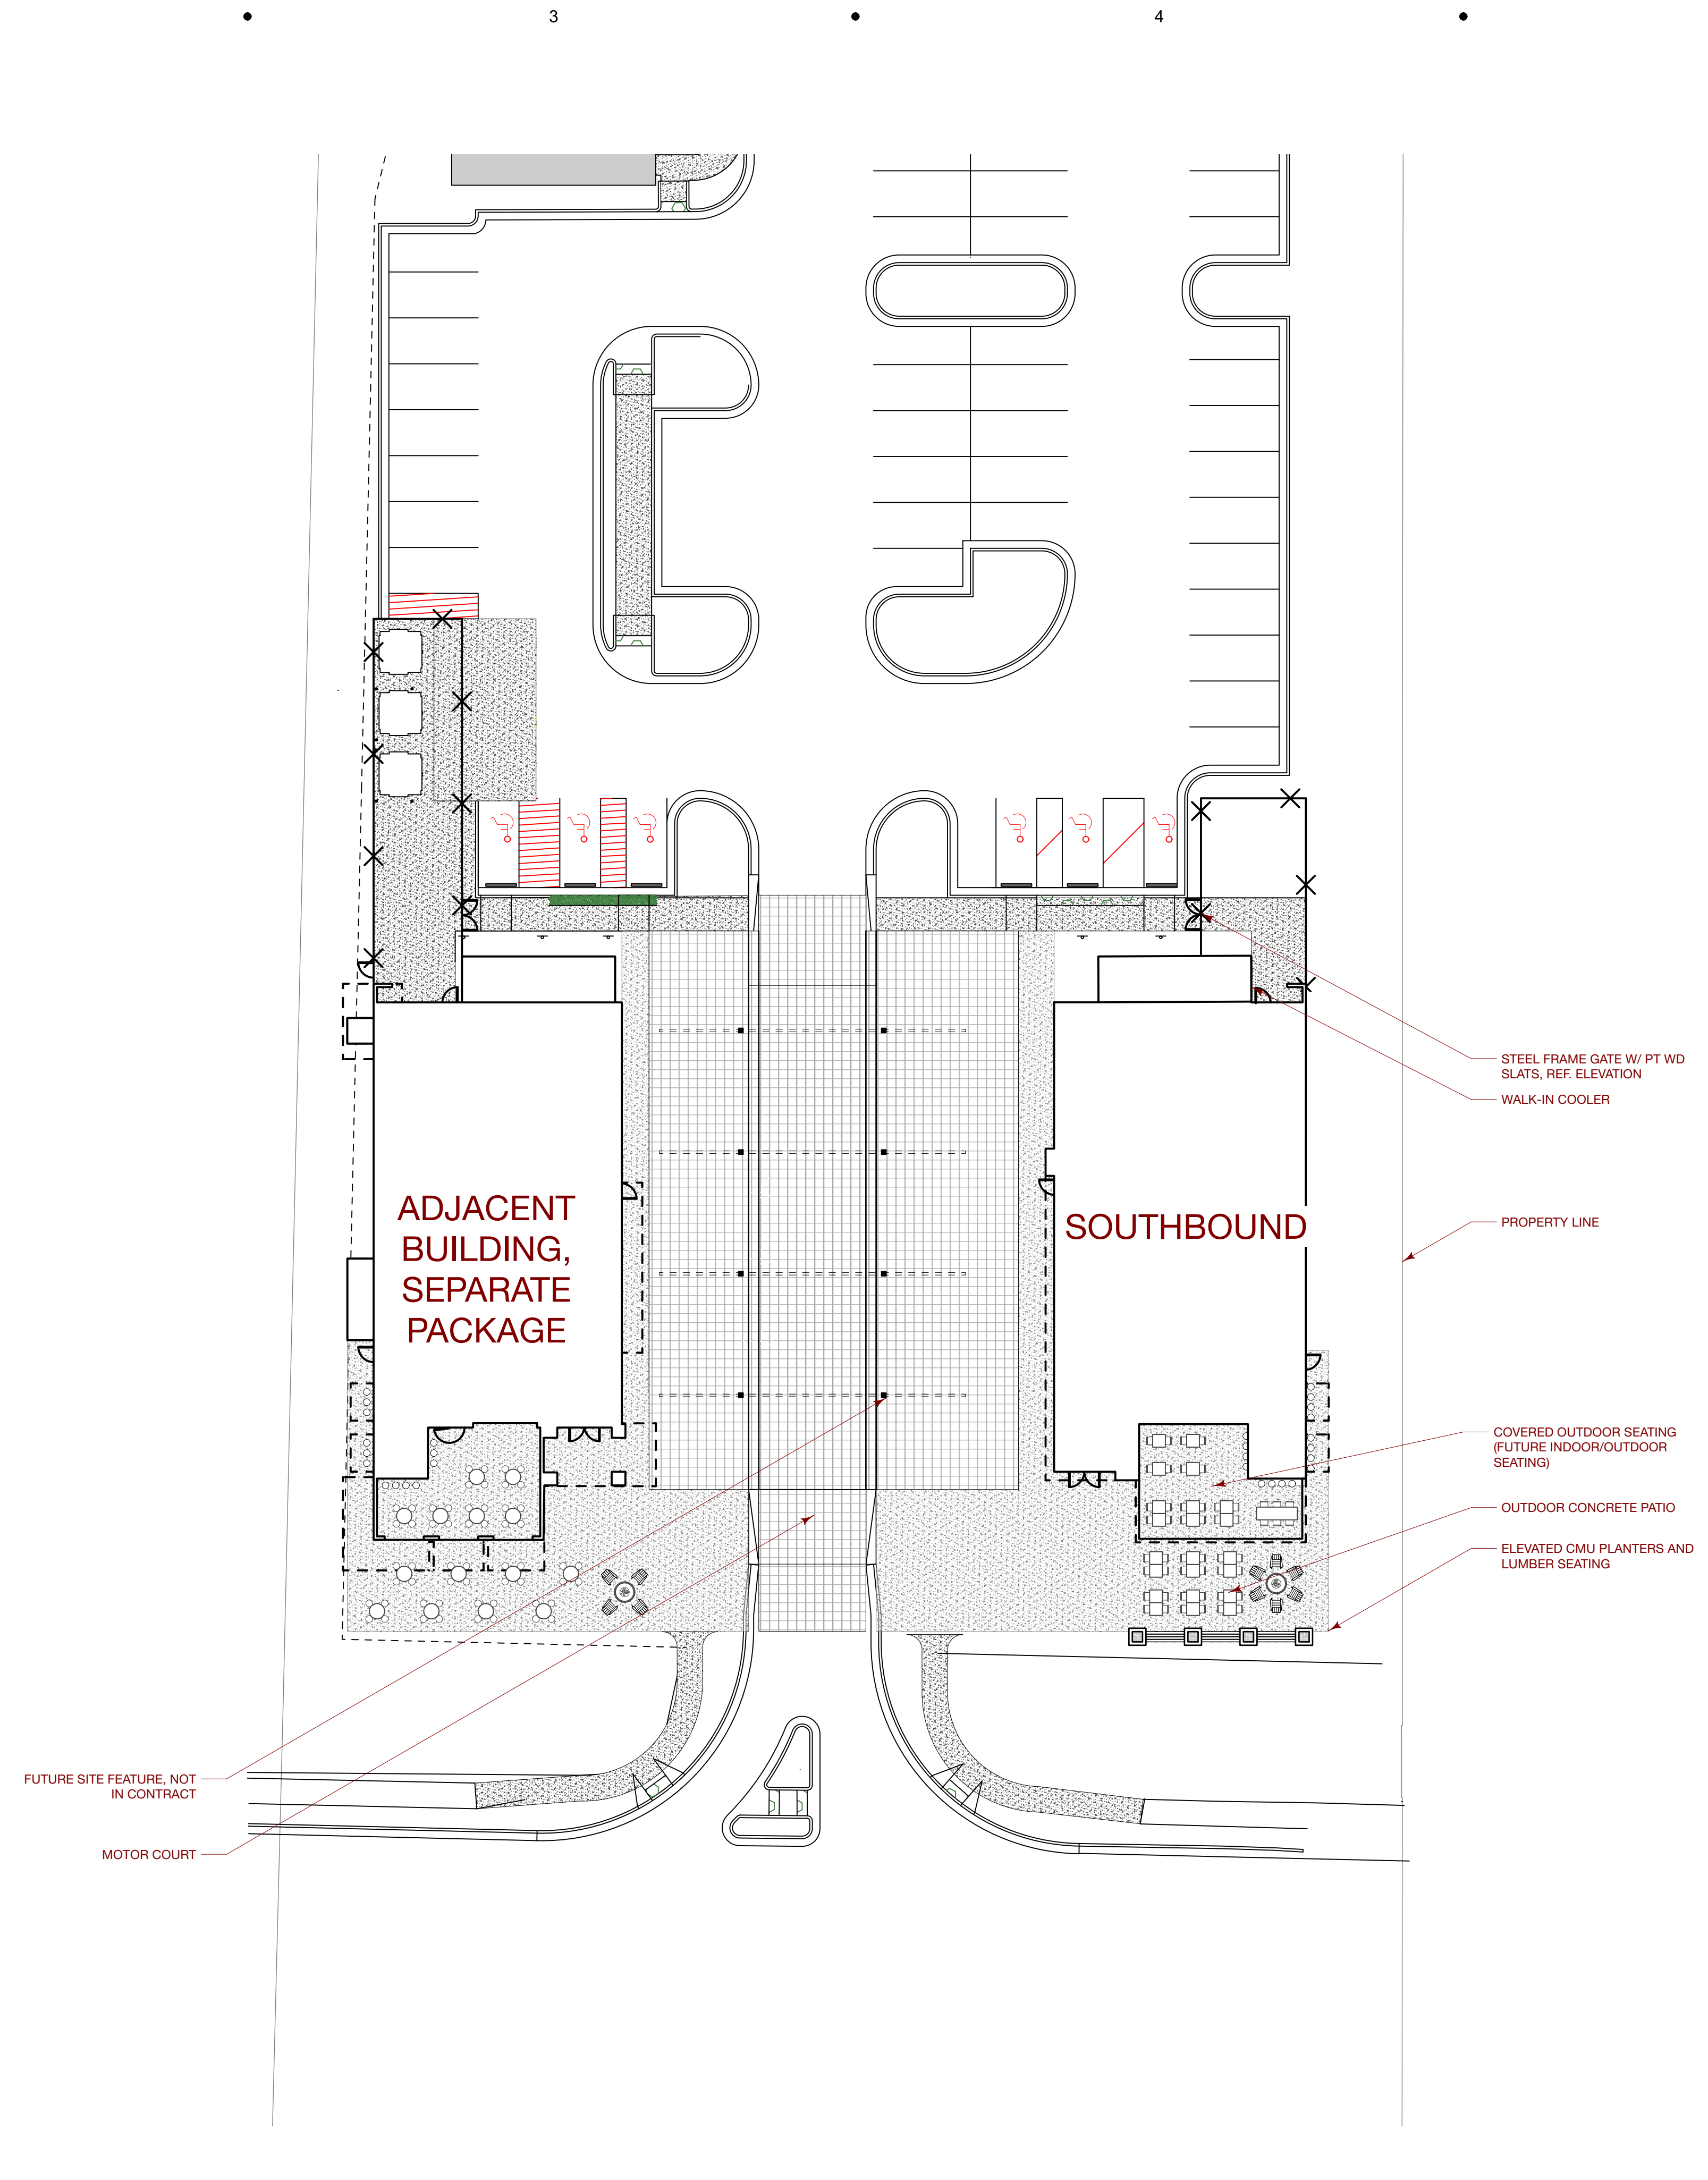 3
4
STEEL FRAME GATE W/ PT WD
SLATS, REF. ELEVATION
WALK-IN COOLER
ADJACENT
BUILDING,
SEPARATE
PACKAGE
SOUTHBOUND
PROPERTY LINE
COVERED OUTDOOR SEATING
(FUTURE INDOOR/OUTDOOR
SEATING)
OUTDOOR CONCRETE PATIO
ELEVATED CMU PLANTERS AND
LUMBER SEATING
FUTURE SITE FEATURE, NOT
IN CONTRACT
MOTOR COURT